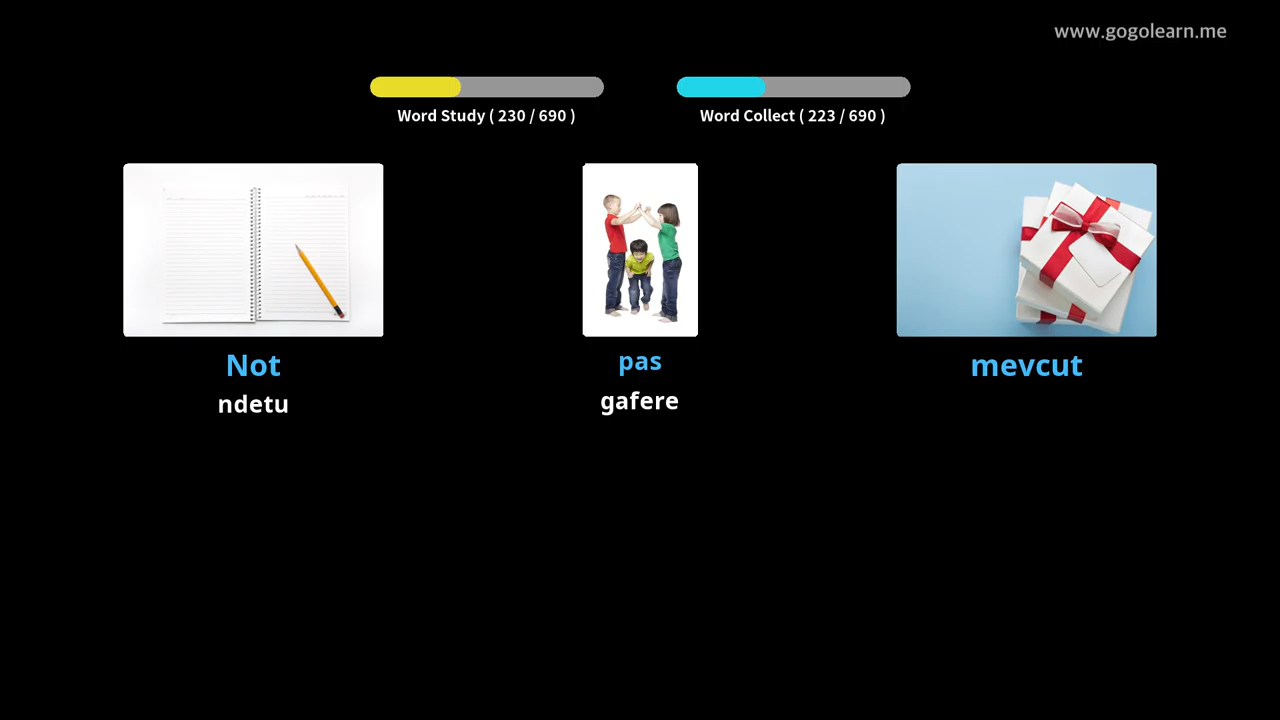 www.gogolearn.me
Word Study ( 230 / 690 )
Word Collect ( 223 / 690 )
Not
ndetu
pas
gafere
mevcut